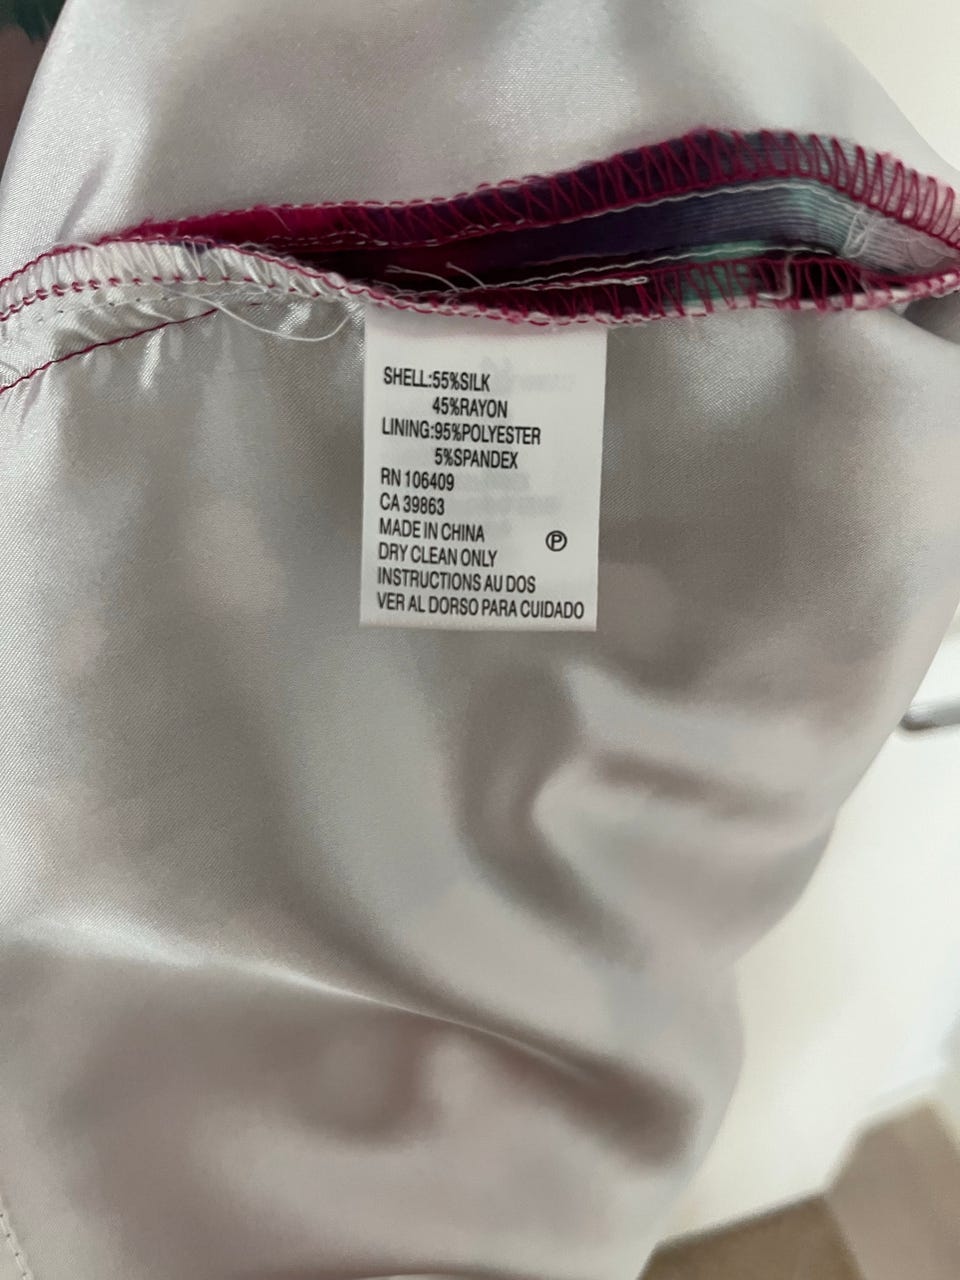 SHELL:55%SILK
45%RAYON
LINING:95%POLYESTER
5%SPANDEX
RN 106409
CA 39863
MADE IN CHINA
DRY CLEAN ONLY Ⓟ
INSTRUCTIONS AU DOS
VER AL DORSO PARA CUIDADO